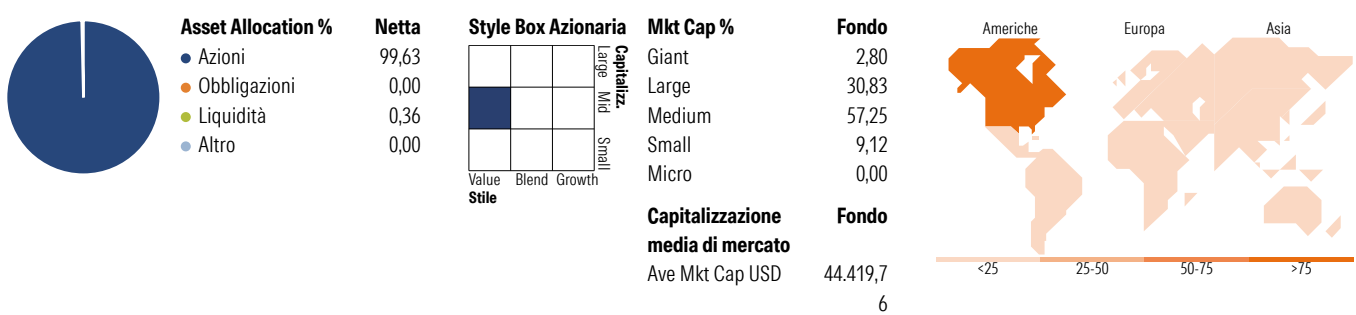 Asset Allocation % Netta
Azioni 99,63
Obbligazioni 0,00
Liquidità 0,36
Altro 0,00
Style Box Azionaria
Capitalizz.
Large
Mid
Small
Value Blend Growth
Stile
Mkt Cap % Fondo
Giant 2,80
Large 30,83
Medium 57,25
Small 9,12
Micro 0,00
Capitalizzazione Fondo
media di mercato
Ave Mkt Cap USD 44.419,7
6
Americhe Europa Asia
<25 25-50 50-75 >75